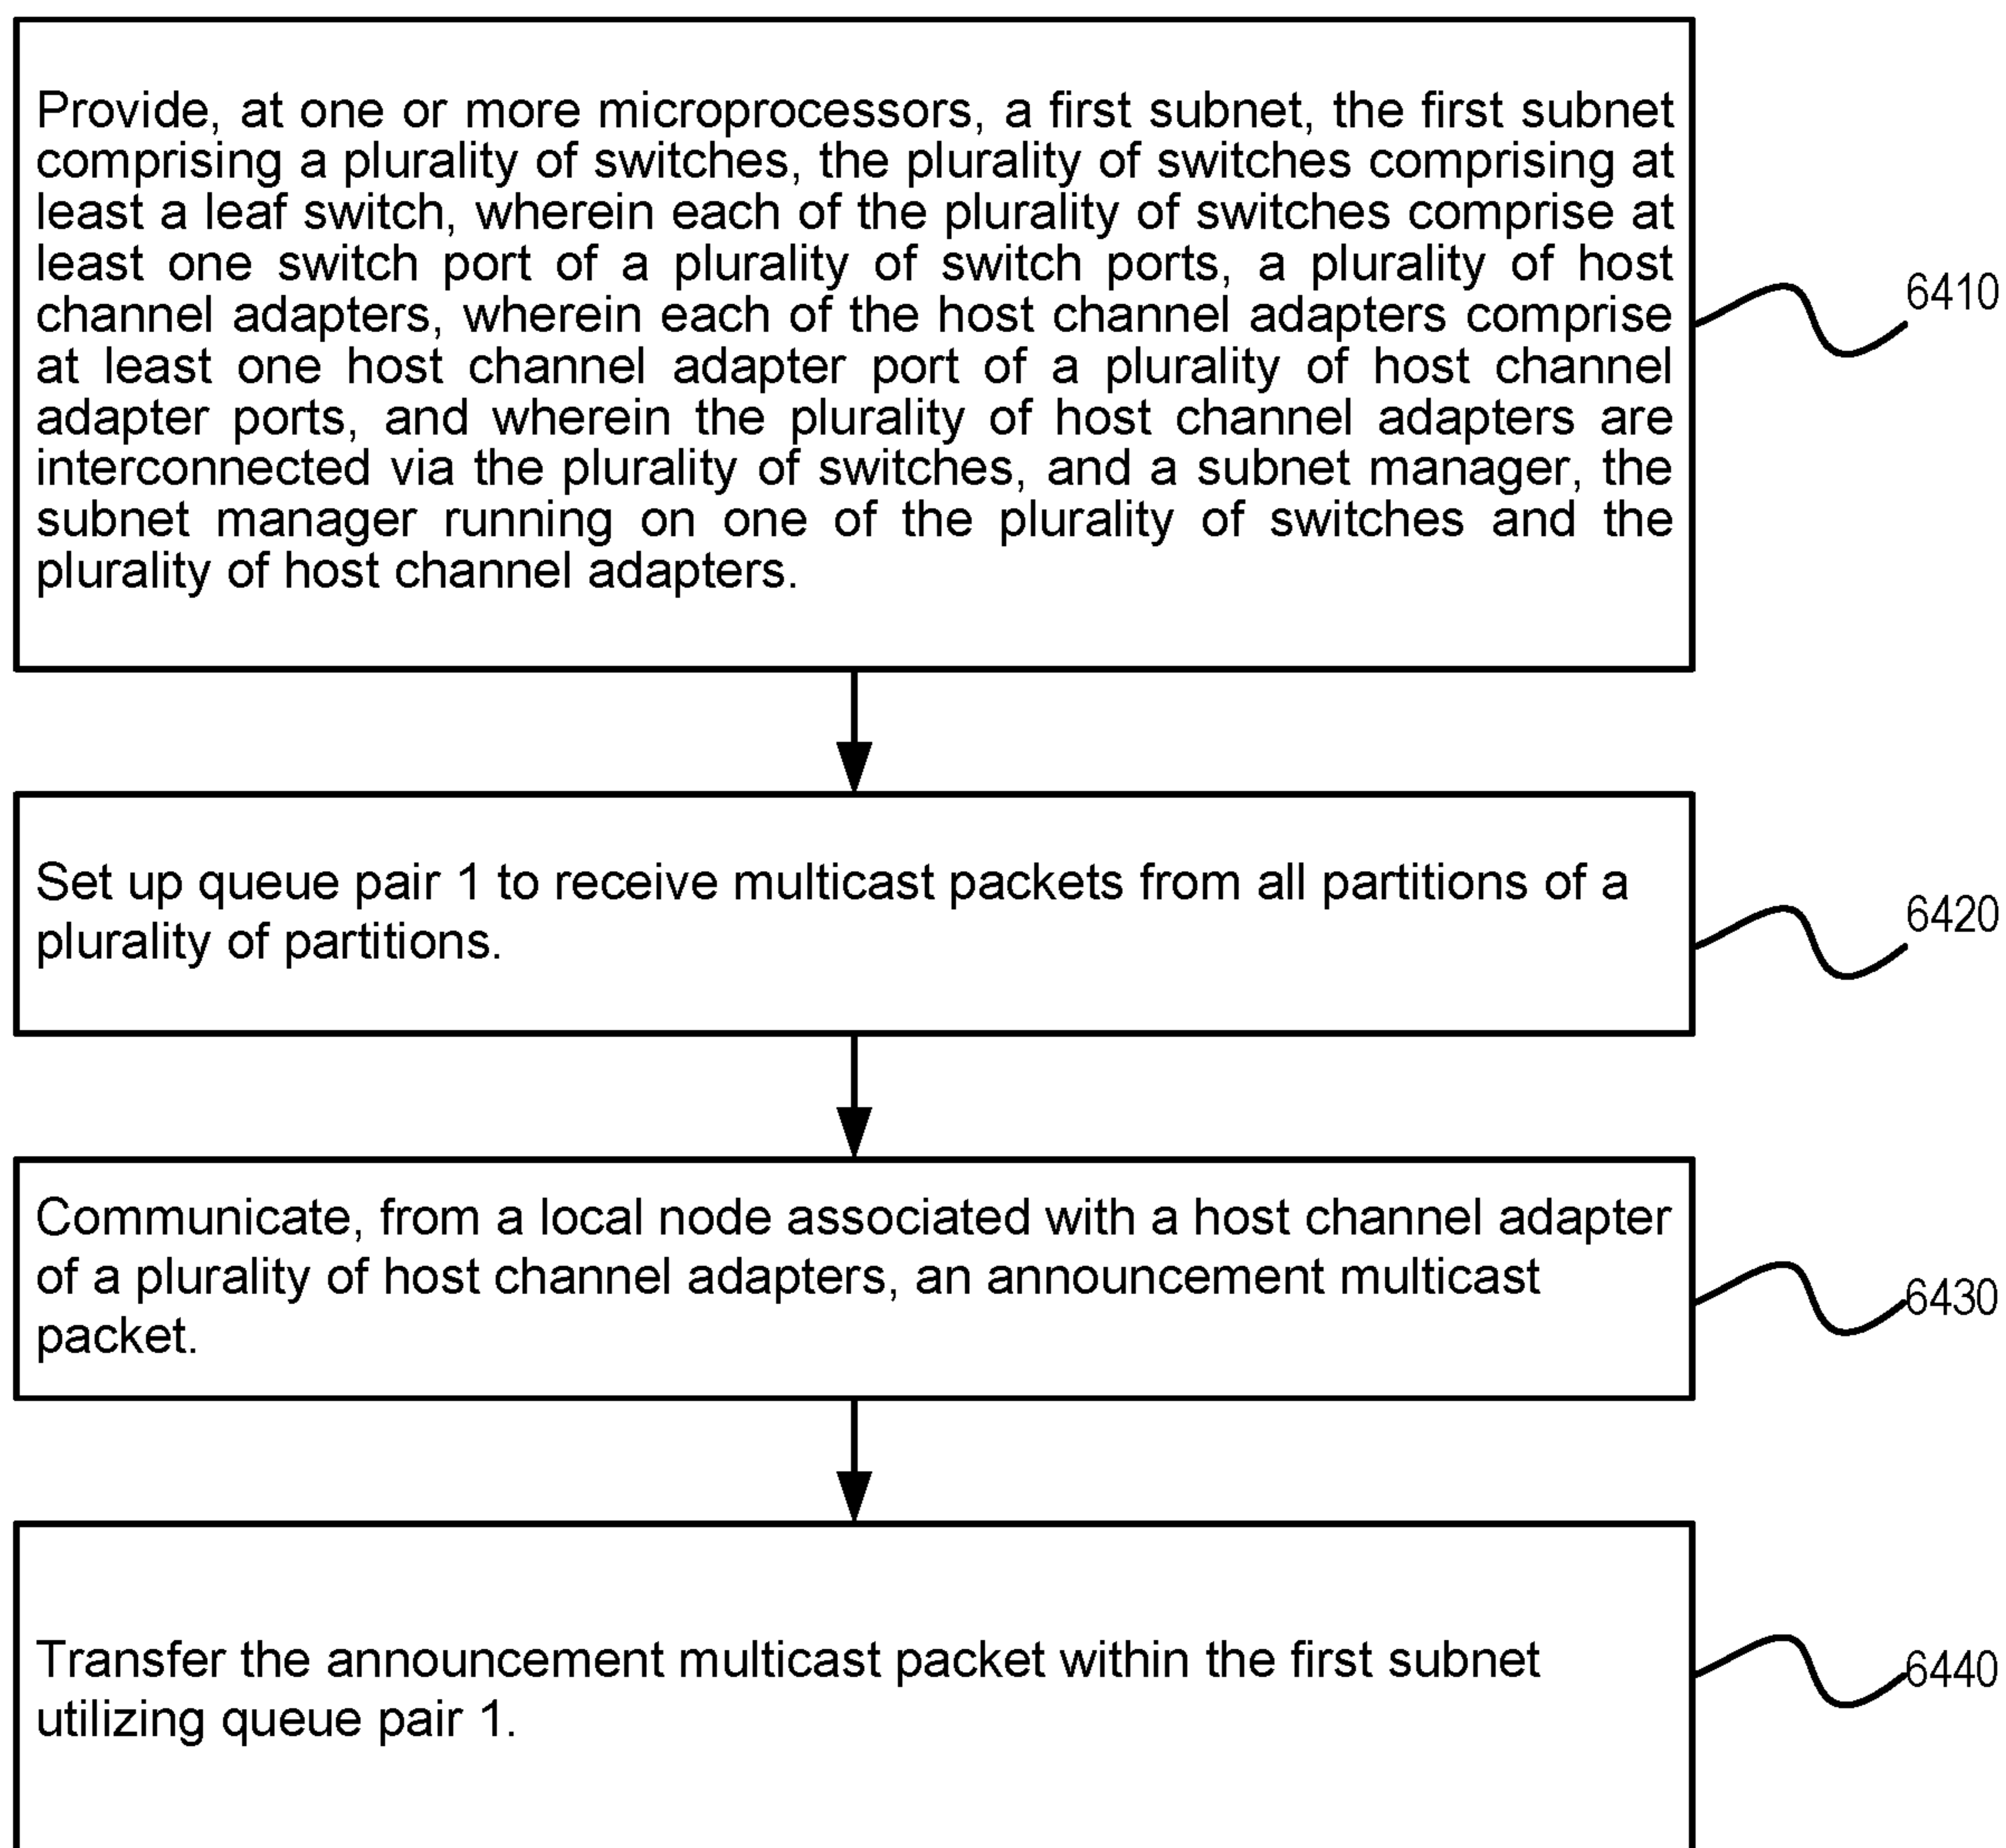 Provide, at one or more microprocessors, a first subnet, the first subnet
comprising a plurality of switches, the plurality of switches comprising at
least a leaf switch, wherein each of the plurality of switches comprise at
least one switch port of a plurality of switch ports, a plurality of host
channel adapters, wherein each of the host channel adapters comprise
at least one host channel adapter port of a plurality of host channel
adapter ports, and wherein the plurality of host channel adapters are
interconnected via the plurality of switches, and a subnet manager, the
subnet manager running on one of the plurality of switches and the
plurality of host channel adapters.
6410
Set up queue pair 1 to receive multicast packets from all partitions of a
plurality of partitions.
6420
Communicate, from a local node associated with a host channel adapter
of a plurality of host channel adapters, an announcement multicast
packet.
6430
Transfer the announcement multicast packet within the first subnet
utilizing queue pair 1.
6440